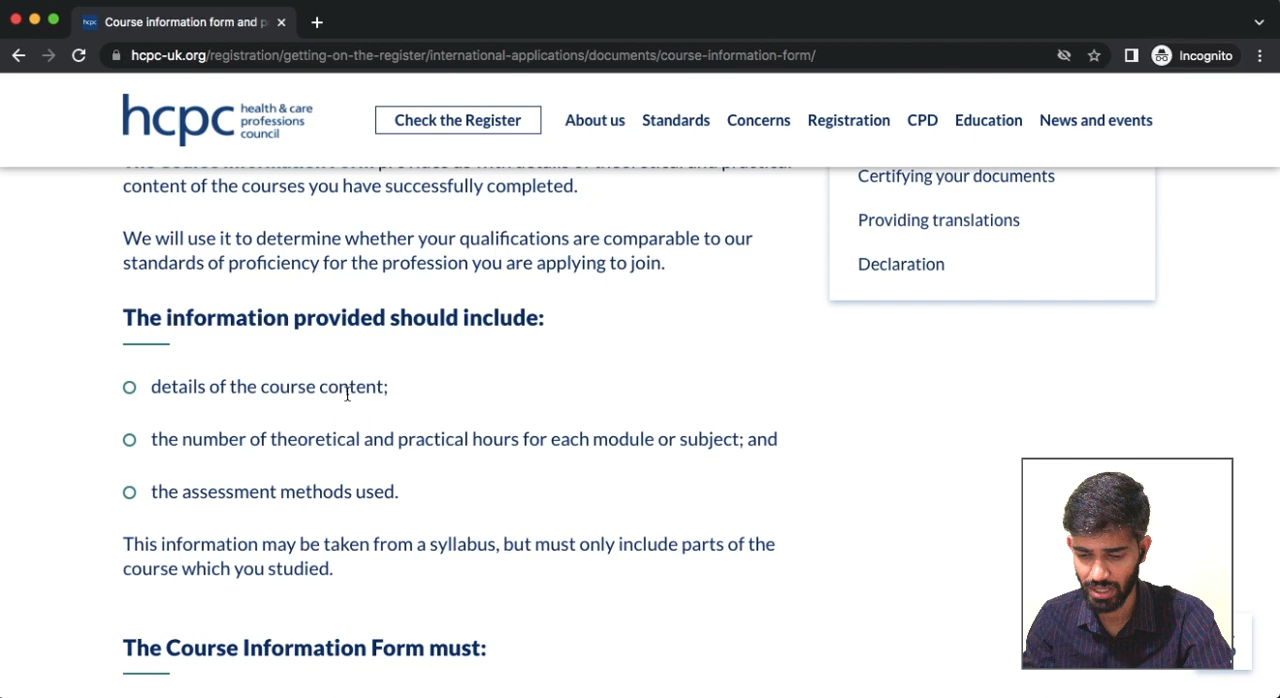 hcpc Course information form and p
hcpc-uk.org/registration/getting-on-the-register/international-applications/documents/course-information-form/
Incognito
hcpc health & care
professions
council
Check the Register
About us
Standards
Concerns
Registration
CPD
Education
News and events
content of the courses you have successfully completed.
We will use it to determine whether your qualifications are comparable to our
standards of proficiency for the profession you are applying to join.
The information provided should include:
details of the course content;
the number of theoretical and practical hours for each module or subject; and
the assessment methods used.
This information may be taken from a syllabus, but must only include parts of the
course which you studied.
The Course Information Form must:
Certifying your documents
Providing translations
Declaration